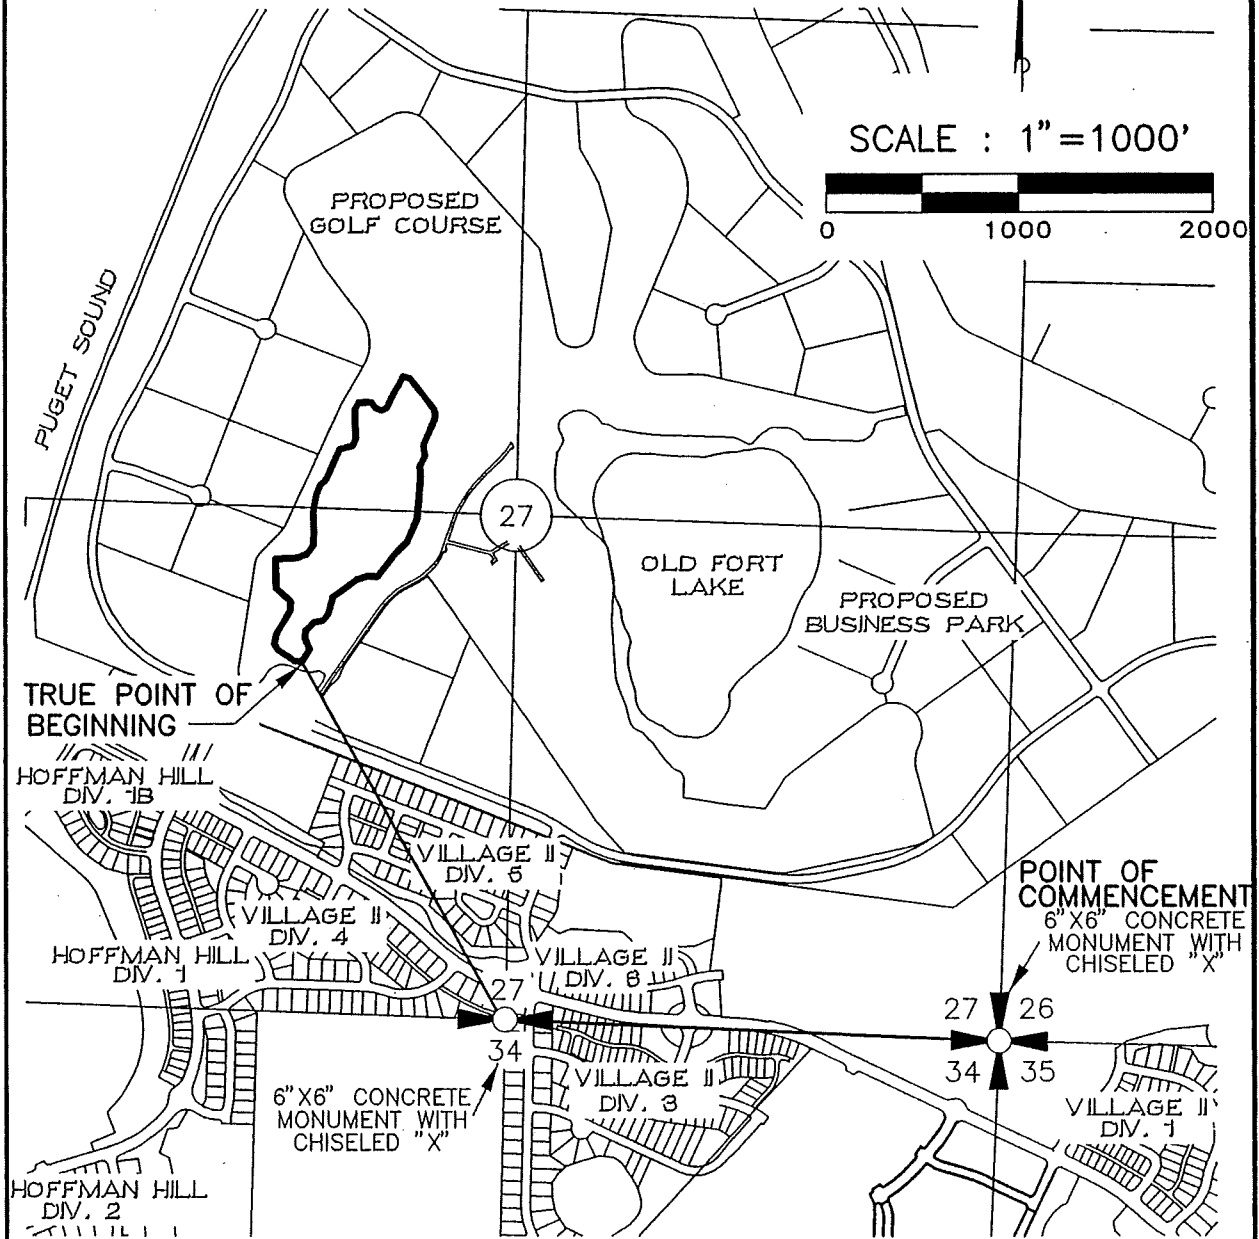 SCALE : 1"=1000'
0 1000 2000
PROPOSED
GOLF COURSE
PUGET SOUND
27
OLD FORT
LAKE
PROPOSED
BUSINESS PARK
TRUE POINT OF
BEGINNING
HOFFMAN HILL
DIV. 1B
VILLAGE II
DIV. 5
POINT OF
COMMENCEMENT
6"X6" CONCRETE
MONUMENT WITH
CHISELED "X"
VILLAGE II
DIV. 4
HOFFMAN HILL
DIV. 1
VILLAGE II
DIV. 6
27
34
27 26
34 35
6"X6" CONCRETE
MONUMENT WITH
CHISELED "X"
VILLAGE II
DIV. 3
VILLAGE II
DIV. 1
HOFFMAN HILL
DIV. 2